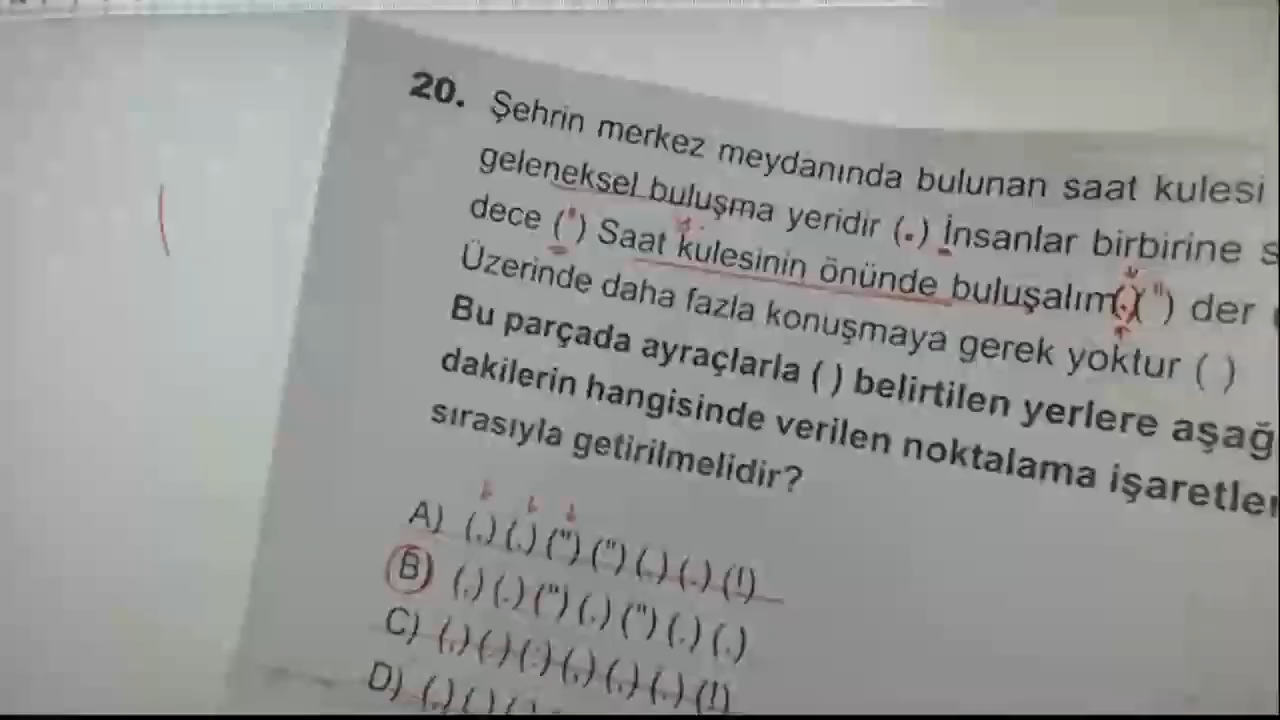 20. Şehrin merkez meydanında bulunan saat kulesi
geleneksel buluşma yeridir (.) İnsanlar birbirine
dece (") Saat kulesinin önünde buluşalım(.)(") der
Üzerinde daha fazla konuşmaya gerek yoktur ( )
Bu parçada ayraçlarla ( ) belirtilen yerlere aşağ
dakilerin hangisinde verilen noktalama işaretler
sırasıyla getirilmelidir?
A) (,) (.) (") (") (.) (.) (!)
B) (,) (.) (") (.) (") (.) (.)
C) (,) (.) (:) (,) (.) (.) (!)
D)